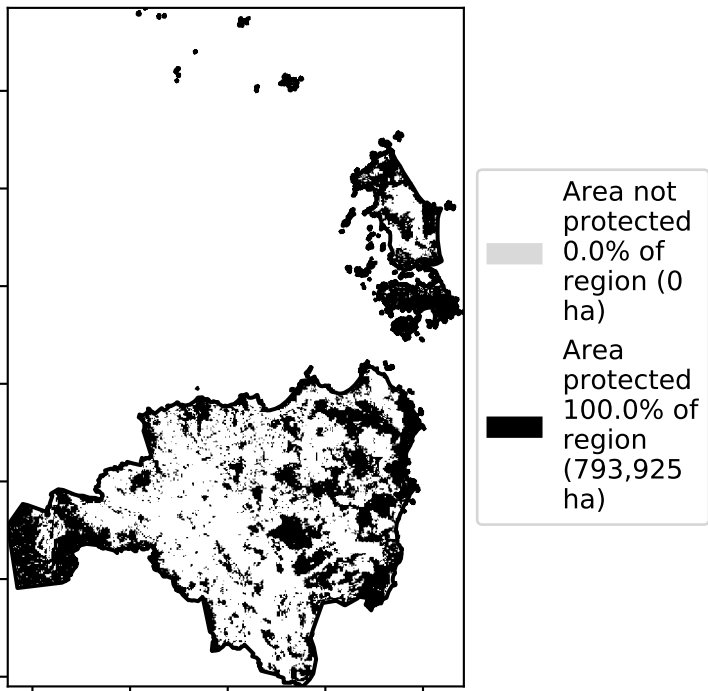 Area not
protected
0.0% of
region (0
ha)
Area
protected
100.0% of
region
(793,925
ha)